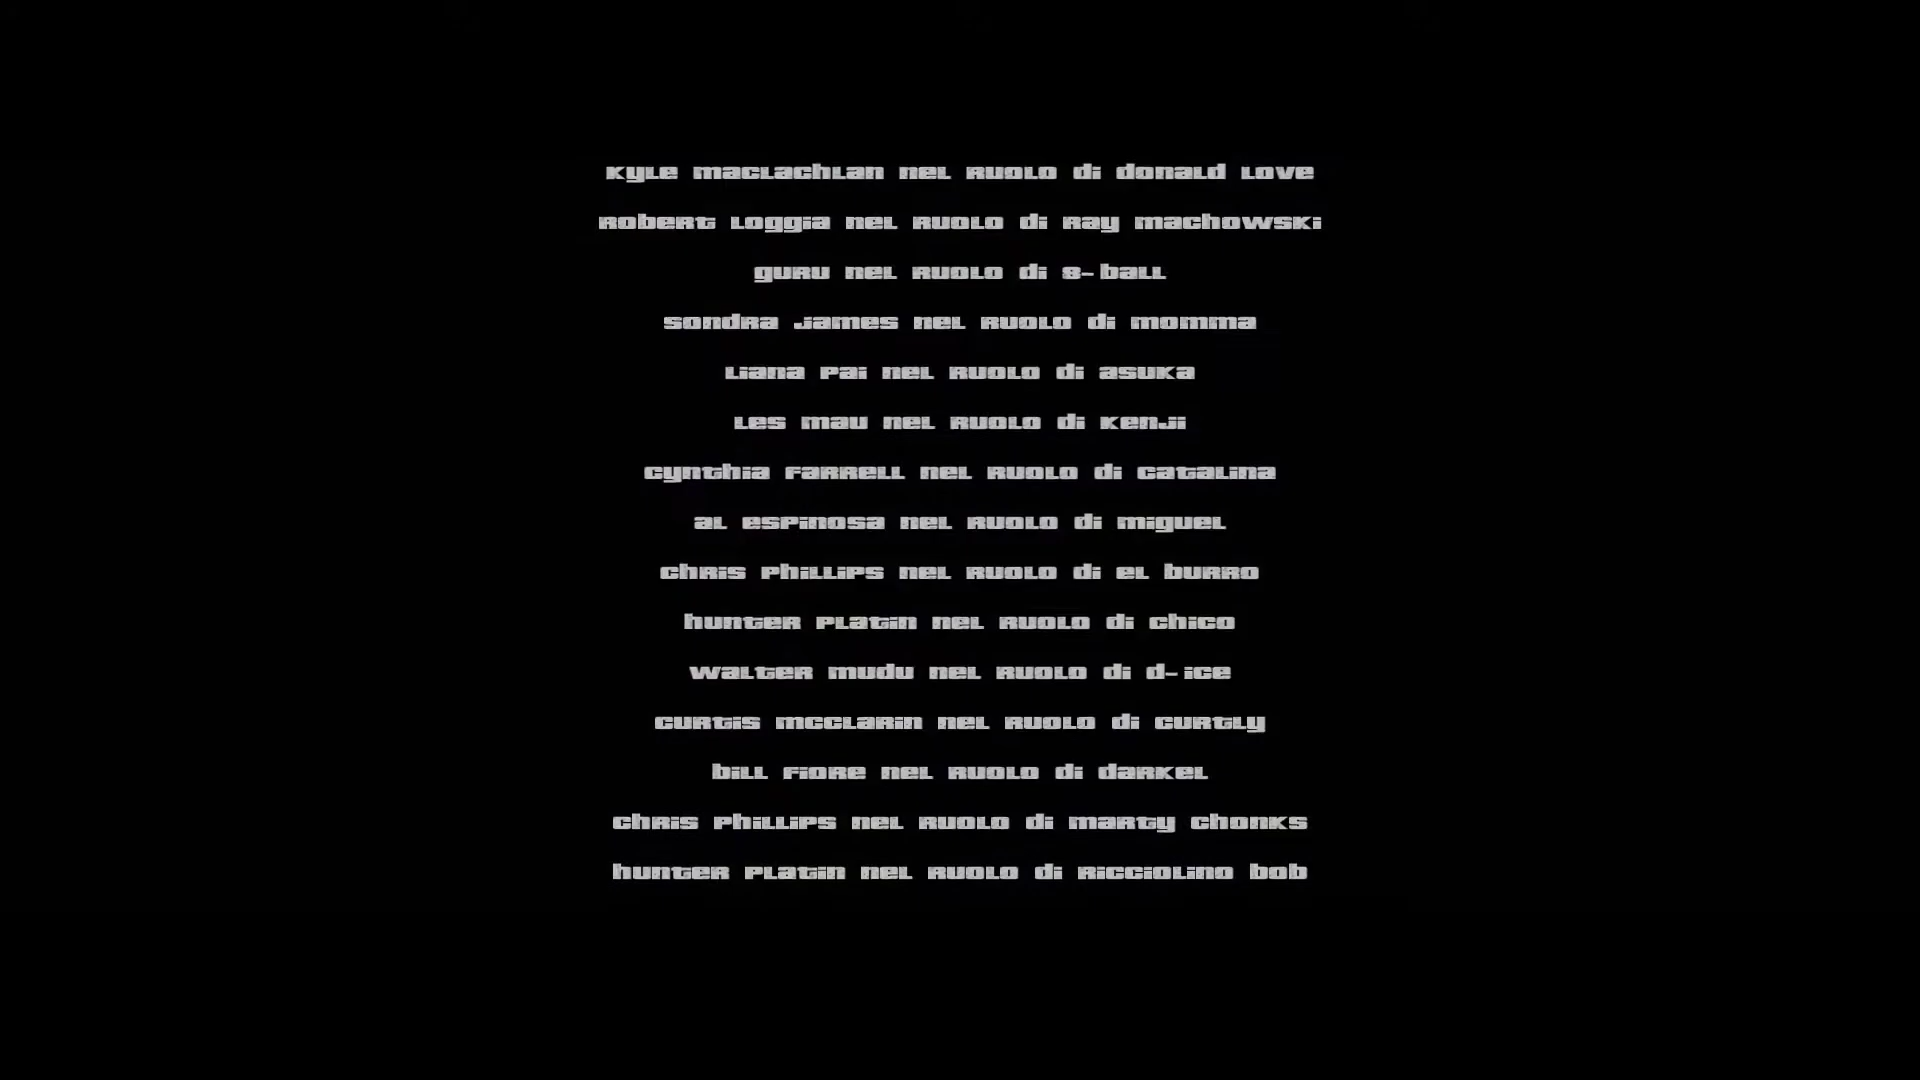 Kyle MacLachlan nel ruolo di Donald Love
Robert Loggia nel ruolo di Ray Machowski
Guru nel ruolo di 8-Ball
Sondra James nel ruolo di Momma
Liana Pai nel ruolo di Asuka
Les Mau nel ruolo di Kenji
Cynthia Farrell nel ruolo di Catalina
Al Espinosa nel ruolo di Miguel
Chris Phillips nel ruolo di El Burro
Hunter Platin nel ruolo di Chico
Walter Mudu nel ruolo di D-Ice
Curtis McClarin nel ruolo di Curtly
Bill Fiore nel ruolo di Darkel
Chris Phillips nel ruolo di Marty Chonks
Hunter Platin nel ruolo di Ricciolino Bob